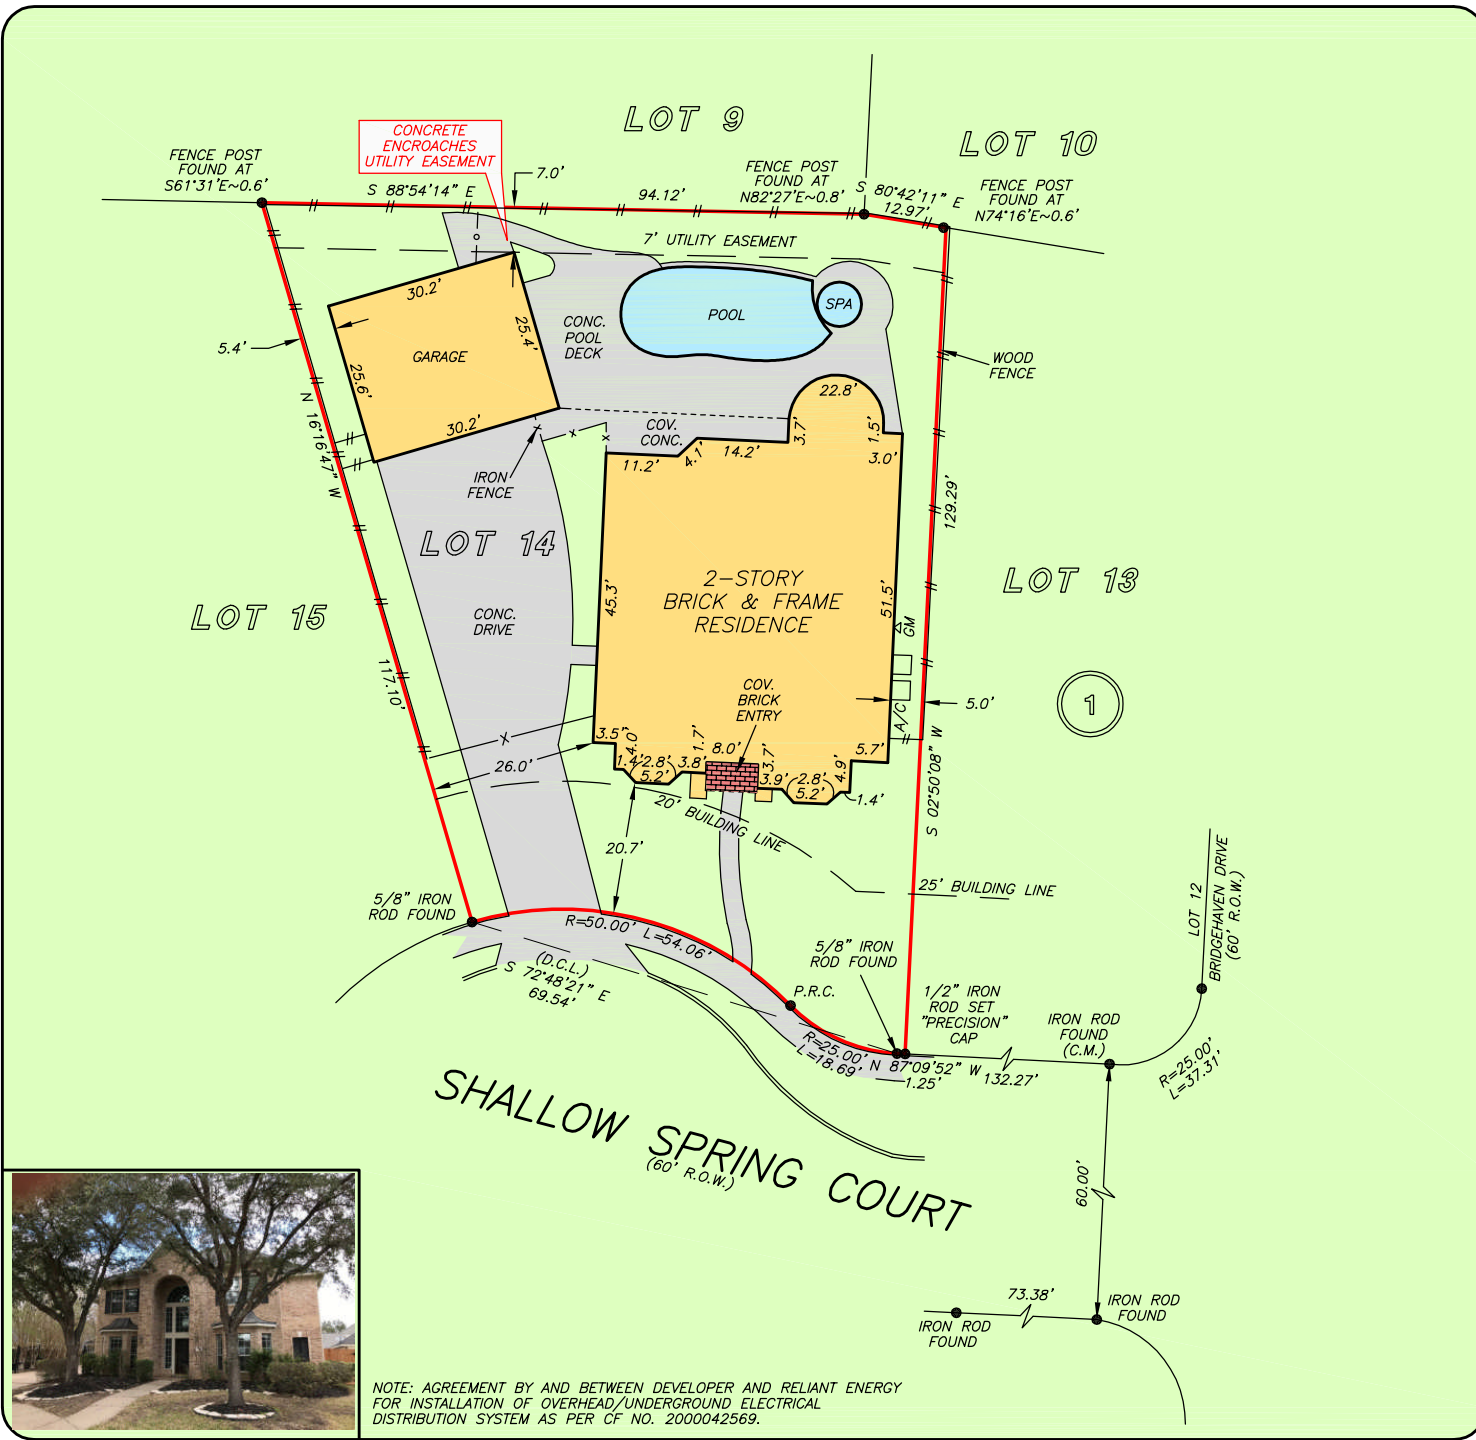 LOT 9
LOT 10
CONCRETE
ENCROACHES
UTILITY EASEMENT
FENCE POST
FOUND AT
S61°31'E~0.6'
S 88°54'14" E
7.0'
94.12'
FENCE POST
FOUND AT
N82°27'E~0.8'
S 80°42'11" E
12.97'
FENCE POST
FOUND AT
N74°16'E~0.6'
7' UTILITY EASEMENT
30.2'
25.4'
GARAGE
25.6'
30.2'
5.4'
CONC.
POOL
DECK
POOL
SPA
WOOD
FENCE
22.8'
3.7'
1.5'
3.0'
COV.
CONC.
14.2'
4.1'
11.2'
IRON
FENCE
N 16°16'47" W
117.10'
129.29'
S 02°50'08" W
LOT 14
LOT 15
LOT 13
CONC.
DRIVE
45.3'
2-STORY
BRICK & FRAME
RESIDENCE
51.5'
GM
A/C
5.0'
1
COV.
BRICK
ENTRY
3.5'
4.0'
1.4'
2.8'
5.2'
3.8'
1.7'
8.0'
3.7'
3.9'
2.8'
5.2'
4.9'
5.7'
1.4'
26.0'
20.7'
20' BUILDING LINE
25' BUILDING LINE
5/8" IRON
ROD FOUND
R=50.00' L=54.06'
(D.C.L.)
S 72°48'21" E
69.54'
P.R.C.
5/8" IRON
ROD FOUND
1/2" IRON
ROD SET
"PRECISION"
CAP
R=25.00'
L=18.69'
N 87°09'52" W
1.25'
132.27'
IRON ROD
FOUND
(C.M.)
LOT 12
BRIDGEHAVEN DRIVE
(60' R.O.W.)
R=25.00'
L=37.31'
60.00'
SHALLOW SPRING COURT
(60' R.O.W.)
73.38'
IRON ROD
FOUND
IRON ROD
FOUND
NOTE: AGREEMENT BY AND BETWEEN DEVELOPER AND RELIANT ENERGY
FOR INSTALLATION OF OVERHEAD/UNDERGROUND ELECTRICAL
DISTRIBUTION SYSTEM AS PER CF NO. 2000042569.